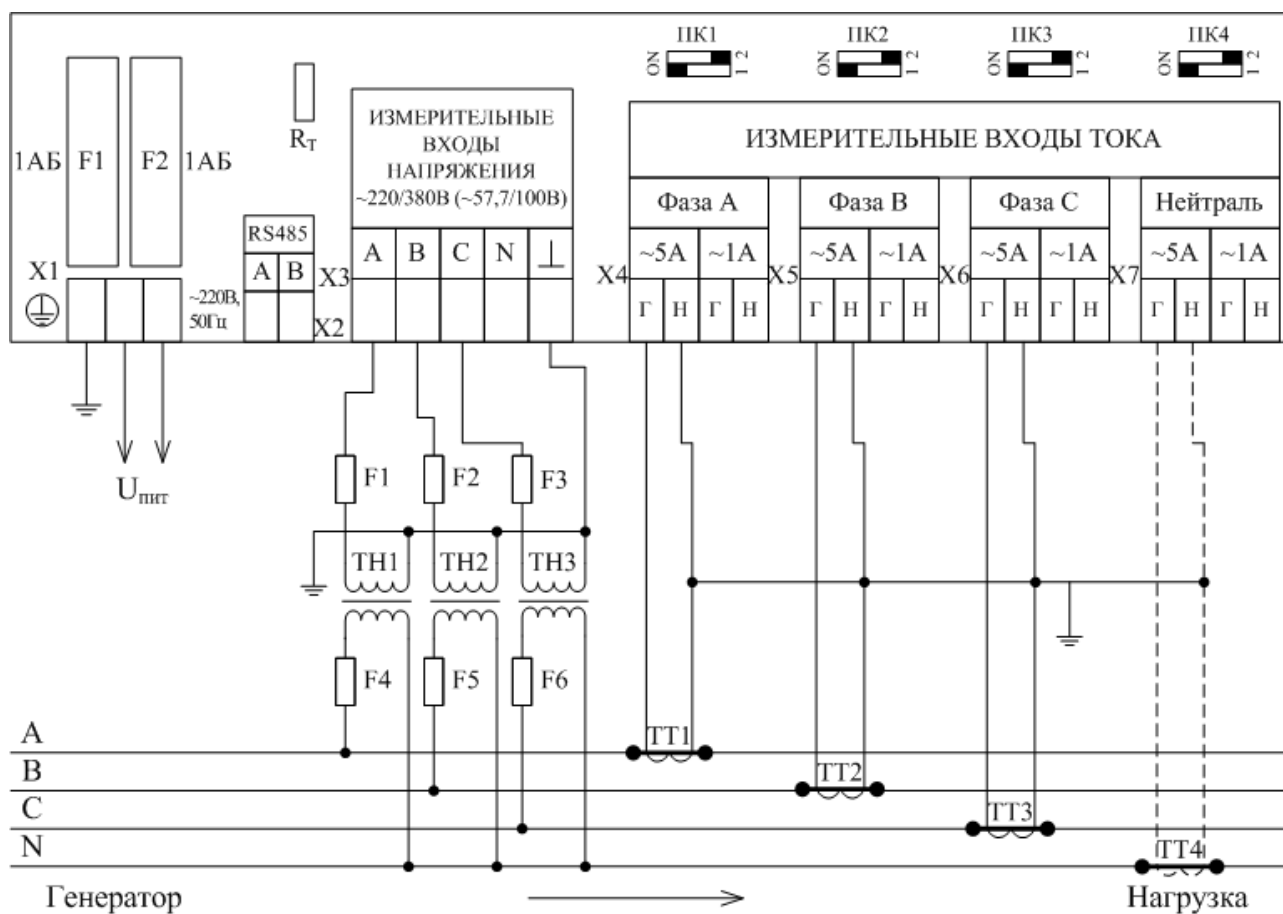 ПК1 ПК2 ПК3 ПК4
ON 1 2 ON 1 2 ON 1 2 ON 1 2
1АБ F1 F2 1АБ
R_T
ИЗМЕРИТЕЛЬНЫЕ
ВХОДЫ
НАПРЯЖЕНИЯ
~220/380В (~57,7/100В)
ИЗМЕРИТЕЛЬНЫЕ ВХОДЫ ТОКА
Фаза А Фаза В Фаза С Нейтраль
RS485
A B
X1
X3
A B C N ⊥
X4 ~5А ~1А X5 ~5А ~1А X6 ~5А ~1А X7 ~5А ~1А
~220В,
50Гц
X2
Г Н Г Н Г Н Г Н Г Н Г Н Г Н Г Н
Uпит
F1 F2 F3
ТН1 ТН2 ТН3
F4 F5 F6
A
ТТ1
B
ТТ2
C
ТТ3
N
ТТ4
Генератор Нагрузка